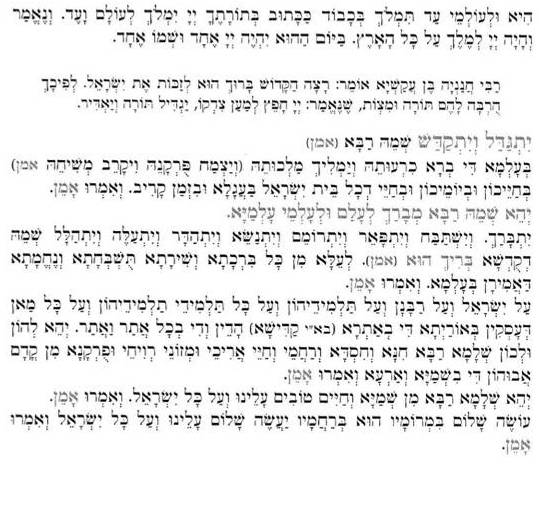 הִיא וּלְעוֹלְמֵי עַד תִּמְלֹךְ בְּכָבוֹד כַּכָּתוּב בְּתוֹרָתֶךָ יְיָ יִמְלֹךְ לְעוֹלָם וָעֶד. וְנֶאֱמַר
וְהָיָה יְיָ לְמֶלֶךְ עַל כָּל הָאָרֶץ. בַּיּוֹם הַהוּא יִהְיֶה יְיָ אֶחָד וּשְׁמוֹ אֶחָד.
רַבִּי חֲנַנְיָה בֶּן עֲקַשְׁיָא אוֹמֵר: רָצָה הַקָּדוֹשׁ בָּרוּךְ הוּא לְזַכּוֹת אֶת יִשְׂרָאֵל. לְפִיכָךְ
הִרְבָּה לָהֶם תּוֹרָה וּמִצְוֹת, שֶׁנֶּאֱמַר: יְיָ חָפֵץ לְמַעַן צִדְקוֹ, יַגְדִּיל תּוֹרָה וְיַאְדִּיר.
יִתְגַּדַּל וְיִתְקַדַּשׁ שְׁמֵהּ רַבָּא (אמן)
בְּעָלְמָא דִּי בְרָא כִרְעוּתֵהּ וְיַמְלִיךְ מַלְכוּתֵהּ (וְיַצְמַח פֻּרְקָנֵהּ וִיקָרֵב מְשִׁיחֵהּ אמן)
בְּחַיֵּיכוֹן וּבְיוֹמֵיכוֹן וּבְחַיֵּי דְכָל בֵּית יִשְׂרָאֵל בַּעֲגָלָא וּבִזְמַן קָרִיב. וְאִמְרוּ אָמֵן.
יְהֵא שְׁמֵהּ רַבָּא מְבָרַךְ לְעָלַם וּלְעָלְמֵי עָלְמַיָּא.
יִתְבָּרַךְ. וְיִשְׁתַּבַּח וְיִתְפָּאַר וְיִתְרוֹמַם וְיִתְנַשֵּׂא וְיִתְהַדָּר וְיִתְעַלֶּה וְיִתְהַלָּל שְׁמֵהּ
דְּקֻדְשָׁא בְּרִיךְ הוּא (אמן). לְעֵלָּא מִן כָּל בִּרְכָתָא וְשִׁירָתָא תֻּשְׁבְּחָתָא וְנֶחֱמָתָא
דַּאֲמִירָן בְּעָלְמָא. וְאִמְרוּ אָמֵן.
עַל יִשְׂרָאֵל וְעַל רַבָּנָן וְעַל תַּלְמִידֵיהוֹן וְעַל כָּל תַּלְמִידֵי תַלְמִידֵיהוֹן וְעַל כָּל מָאן
דְּעָסְקִין בְּאוֹרַיְתָא דִּי בְאַתְרָא (בא״י קַדִּישָׁא) הָדֵין וְדִי בְכָל אֲתַר וַאֲתַר. יְהֵא לְהוֹן
וּלְכוֹן שְׁלָמָא רַבָּא חִנָּא וְחִסְדָּא וְרַחֲמֵי וְחַיֵּי אֲרִיכֵי וּמְזוֹנֵי רְוִיחֵי וּפֻרְקָנָא מִן קֳדָם
אֲבוּהוֹן דִּי בִשְׁמַיָּא וְאַרְעָא וְאִמְרוּ אָמֵן.
יְהֵא שְׁלָמָא רַבָּא מִן שְׁמַיָּא וְחַיִּים טוֹבִים עָלֵינוּ וְעַל כָּל יִשְׂרָאֵל. וְאִמְרוּ אָמֵן.
עוֹשֶׂה שָׁלוֹם בִּמְרוֹמָיו הוּא בְּרַחֲמָיו יַעֲשֶׂה שָׁלוֹם עָלֵינוּ וְעַל כָּל יִשְׂרָאֵל וְאִמְרוּ
אָמֵן.